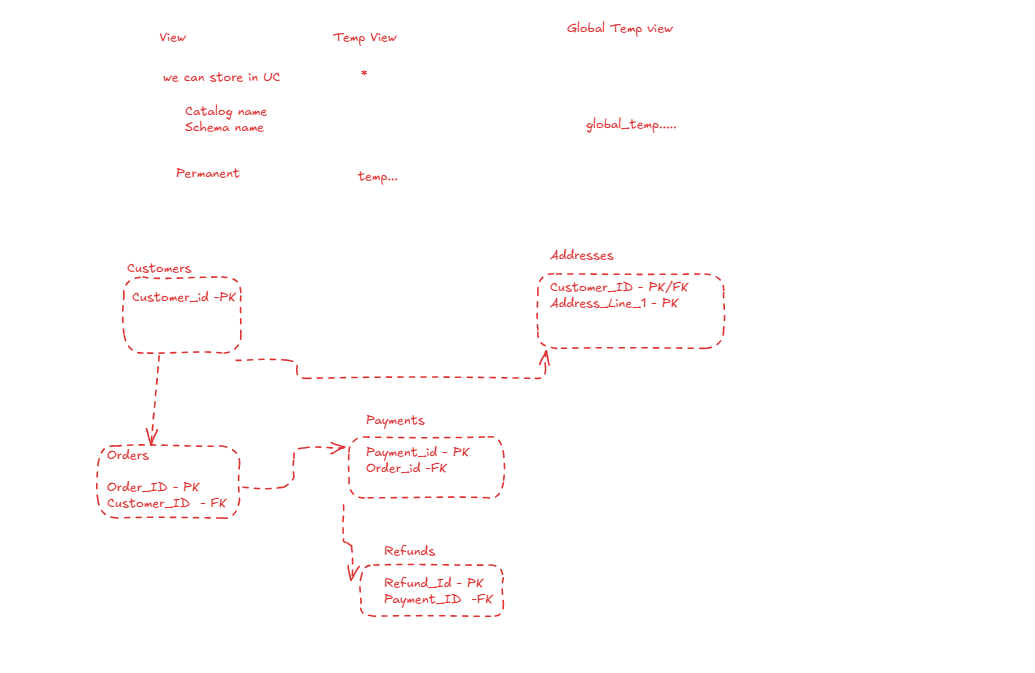 View
Temp View
Global Temp view
we can store in UC
*
Catalog name
Schema name
global_temp.....
Permanent
temp...
Customers
Customer_id -PK
Addresses
Customer_ID - PK/FK
Address_Line_1 - PK
Orders
Order_ID - PK
Customer_ID - FK
Payments
Payment_id - PK
Order_id -FK
Refunds
Refund_Id - PK
Payment_ID -FK